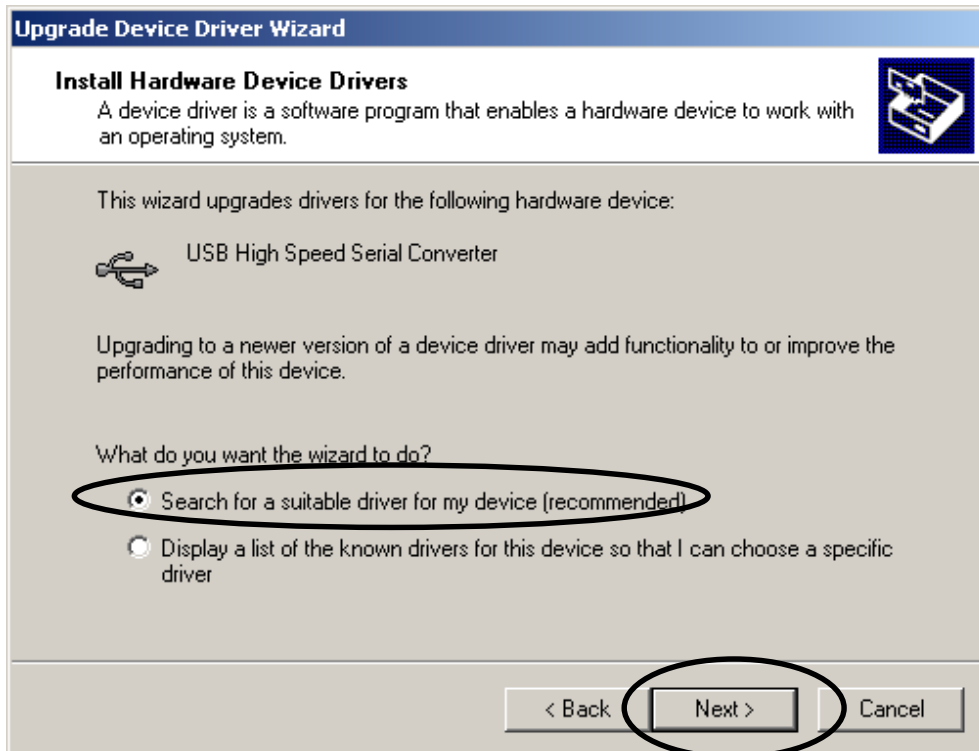 Upgrade Device Driver Wizard
Install Hardware Device Drivers
A device driver is a software program that enables a hardware device to work with
an operating system.
This wizard upgrades drivers for the following hardware device:
USB High Speed Serial Converter
Upgrading to a newer version of a device driver may add functionality to or improve the
performance of this device.
What do you want the wizard to do?
Search for a suitable driver for my device (recommended)
Display a list of the known drivers for this device so that I can choose a specific
driver
< Back Next > Cancel